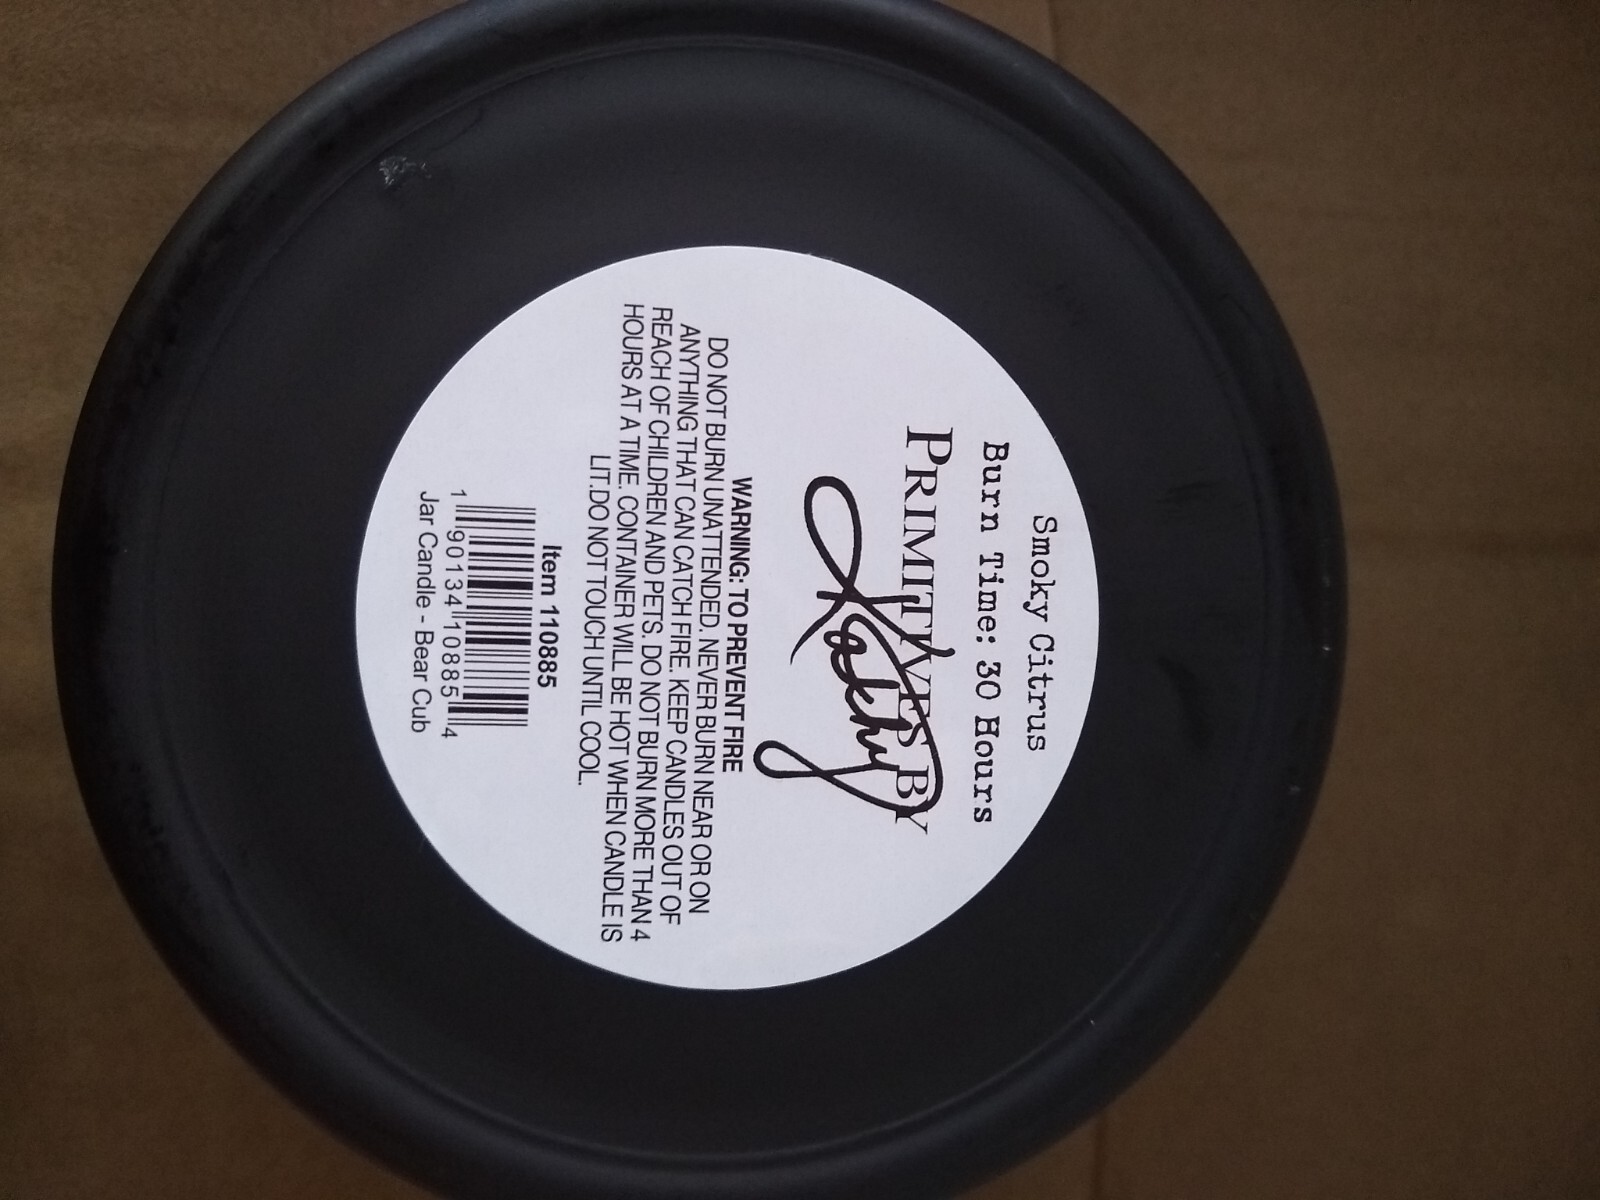 Smoky Citrus
Burn Time: 30 Hours
PRIMITIVES BY
Kathy
WARNING: TO PREVENT FIRE
DO NOT BURN UNATTENDED. NEVER BURN NEAR OR ON
ANYTHING THAT CAN CATCH FIRE. KEEP CANDLES OUT OF
REACH OF CHILDREN AND PETS. DO NOT BURN MORE THAN 4
HOURS AT A TIME. CONTAINER WILL BE HOT WHEN CANDLE IS
LIT.DO NOT TOUCH UNTIL COOL.
Item 110885
1 90134 10885 4
Jar Candle - Bear Cub